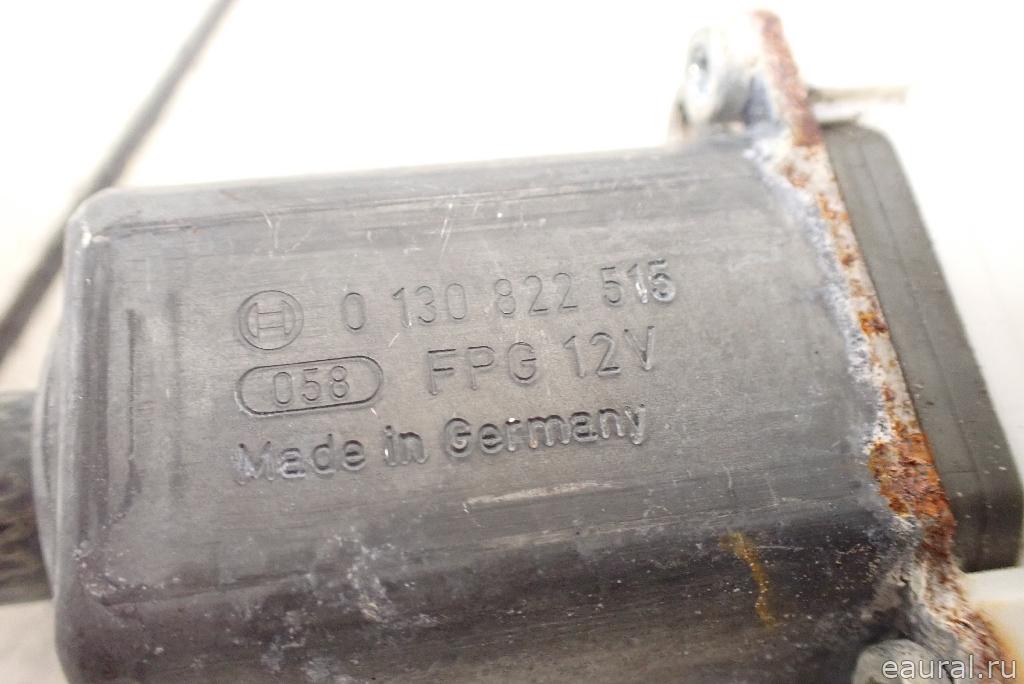 0 130 822 515
058 FPG 12V
Made in Germany
eaural.ru